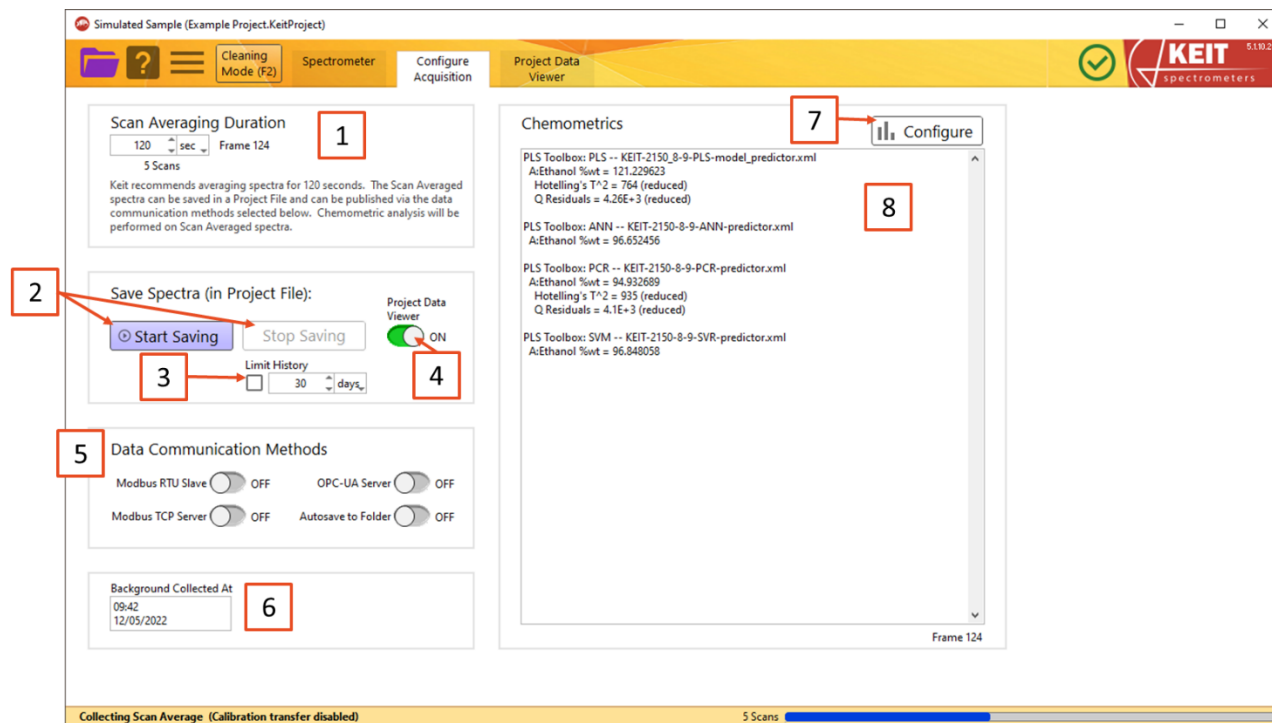 Simulated Sample (Example Project.KeitProject)
?
Cleaning
Mode (F2)
Spectrometer
Configure
Acquisition
Project Data
Viewer
KEIT
spectrometers
Scan Averaging Duration
1
120 sec Frame 124
5 Scans
Keit recommends averaging spectra for 120 seconds. The Scan Averaged
spectra can be saved in a Project File and can be published via the data
communication methods selected below. Chemometric analysis will be
performed on Scan Averaged spectra.
2
Save Spectra (in Project File):
Project Data
Viewer
Start Saving
Stop Saving
ON
Limit History
3
30 days
4
5
Data Communication Methods
Modbus RTU Slave OFF OPC-UA Server OFF
Modbus TCP Server OFF Autosave to Folder OFF
Background Collected At
09:42
12/05/2022
6
Chemometrics
7
Configure
PLS Toolbox: PLS -- KEIT-2150_8-9-PLS-model_predictor.xml
A:Ethanol %wt = 121.229623
Hotelling's T^2 = 764 (reduced)
Q Residuals = 4.26E+3 (reduced)
8
PLS Toolbox: ANN -- KEIT-2150-8-9-ANN-predictor.xml
A:Ethanol %wt = 96.652456
PLS Toolbox: PCR -- KEIT-2150-8-9-PCR-predictor.xml
A:Ethanol %wt = 94.932689
Hotelling's T^2 = 935 (reduced)
Q Residuals = 4.1E+3 (reduced)
PLS Toolbox: SVM -- KEIT-2150-8-9-SVR-predictor.xml
A:Ethanol %wt = 96.848058
Frame 124
Collecting Scan Average (Calibration transfer disabled)
5 Scans